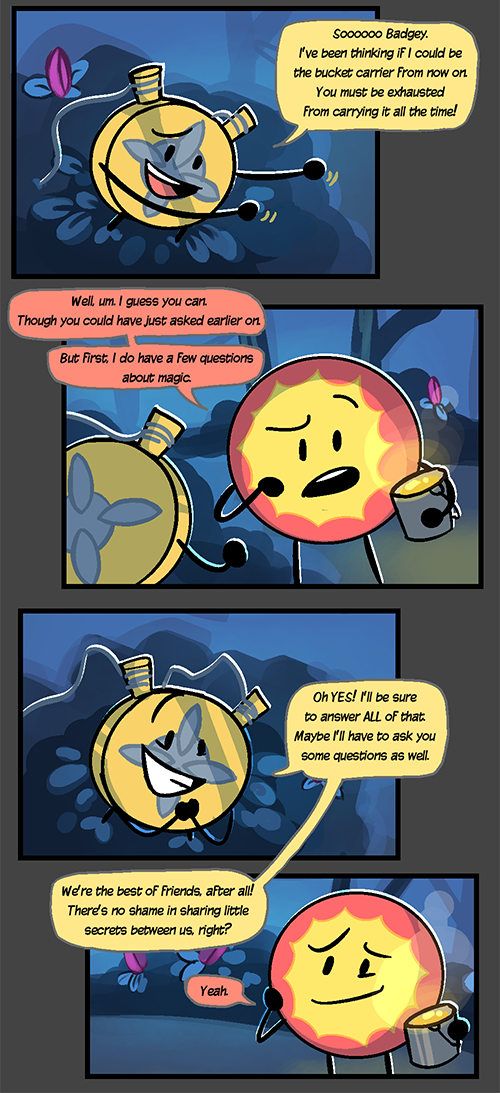 Soooooo Badgey.
I've been thinking if I could be
the bucket carrier from now on.
You must be exhausted
from carrying it all the time!
Well, um. I guess you can.
Though you could have just asked earlier on.
But first, I do have a few questions
about magic.
Oh YES! I'll be sure
to answer ALL of that.
Maybe I'll have to ask you
some questions as well.
We're the best of friends, after all!
There's no shame in sharing little
secrets between us, right?
Yeah.